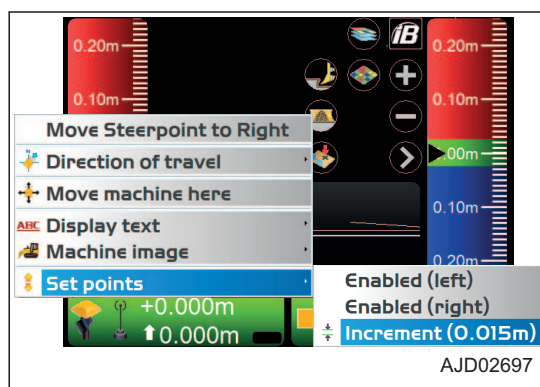 0.20m
iB
0.20m
0.10m
0.10m
Move Steerpoint to Right
Direction of travel
.00m
Move machine here
ABC Display text
0.10m
Machine image
0.20m
Set points
Enabled (left)
+0.000m
Enabled (right)
0.000m
Increment (0.015m)
AJD02697